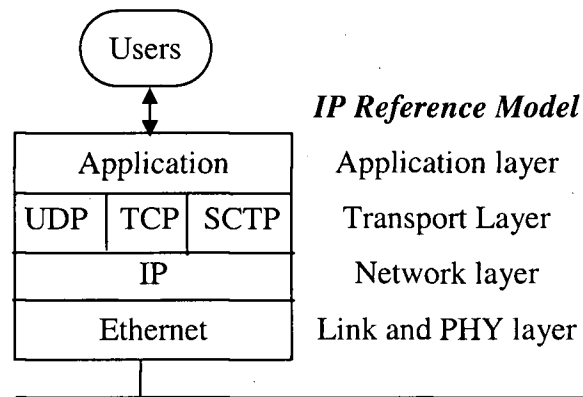 Users
IP Reference Model
Application Application layer
UDP TCP SCTP Transport Layer
IP Network layer
Ethernet Link and PHY layer